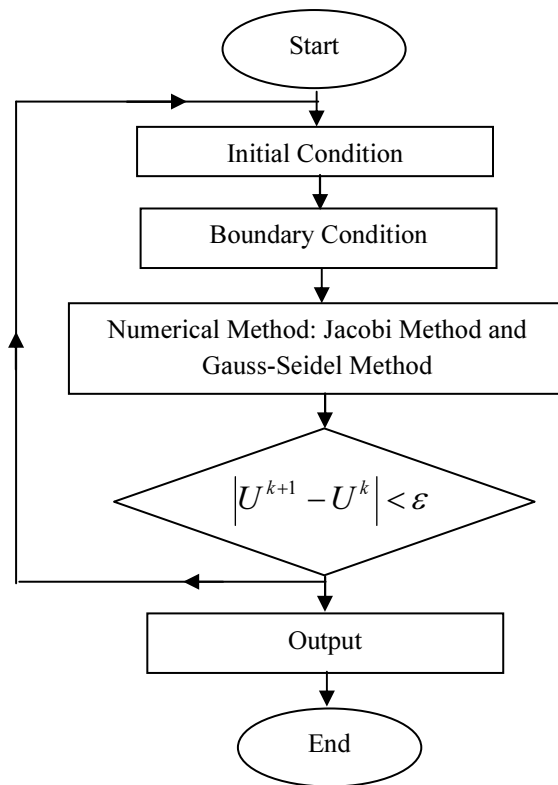 Start
Initial Condition
Boundary Condition
Numerical Method: Jacobi Method and
Gauss-Seidel Method
|U^{k+1} − U^k| < ε
Output
End